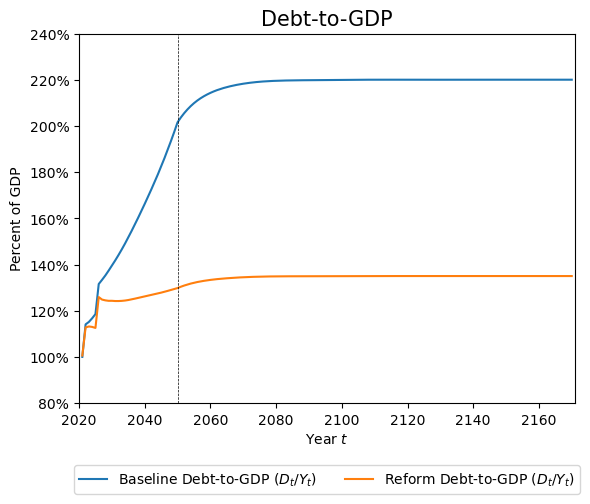 Debt-to-GDP
240%
220%
200%
180%
160%
140%
120%
100%
80%
Percent of GDP
2020 2040 2060 2080 2100 2120 2140 2160
Year t
Baseline Debt-to-GDP (Dt/Yt) Reform Debt-to-GDP (Dt/Yt)